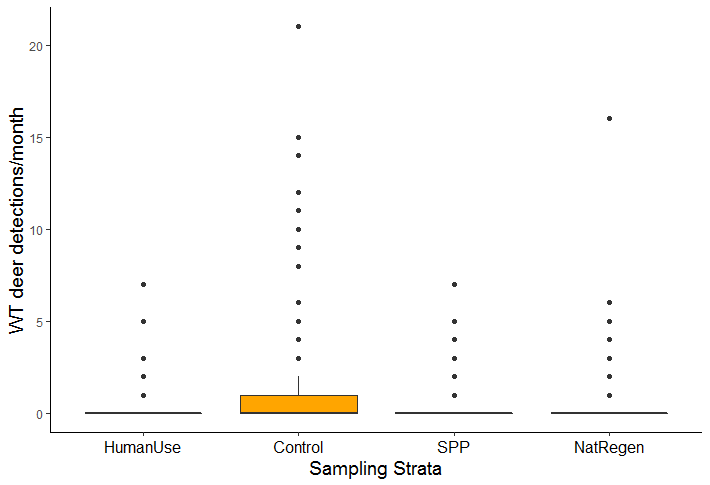 WT deer detections/month
20
15
10
5
0
HumanUse Control SPP NatRegen
Sampling Strata